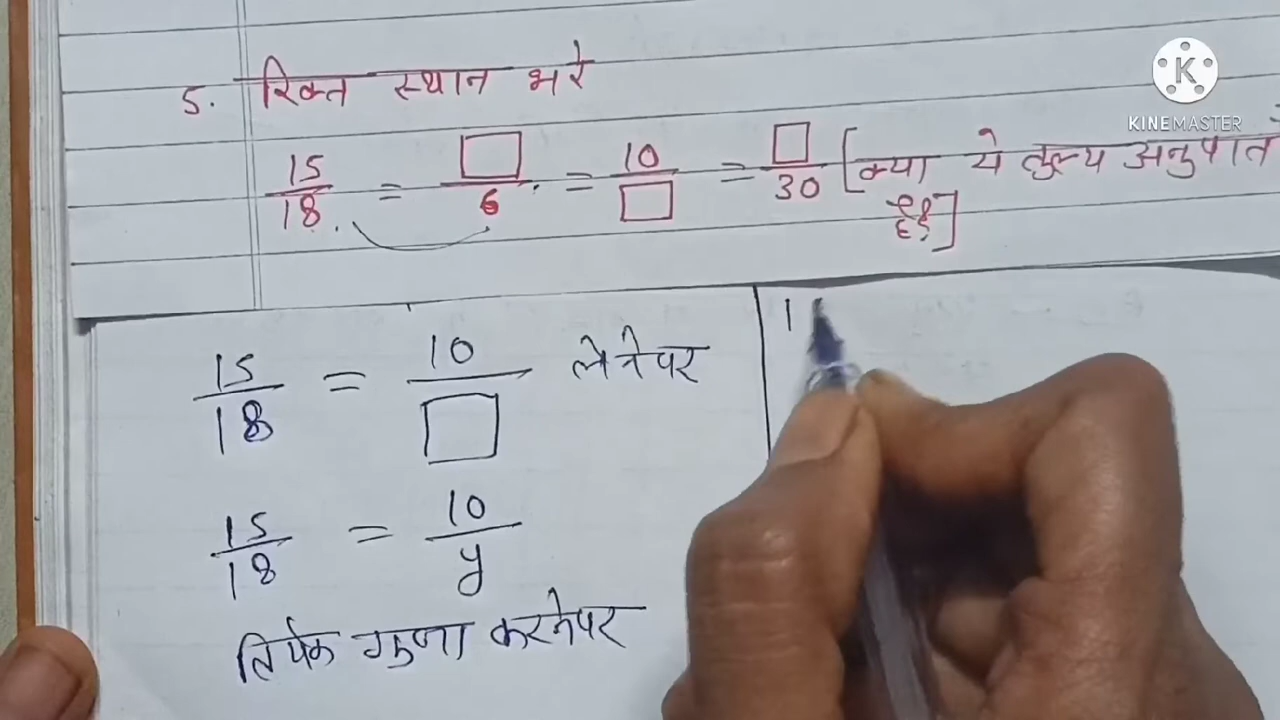 5. रिक्त स्थान भरे
15/18 = □/6 = 10/□ = □/30 [क्या ये तुल्य अनुपात
है]
15/18 = 10/□ लेनेपर
15/18 = 10/y
तिर्यक गुणा करनेपर
1
KINEMASTER